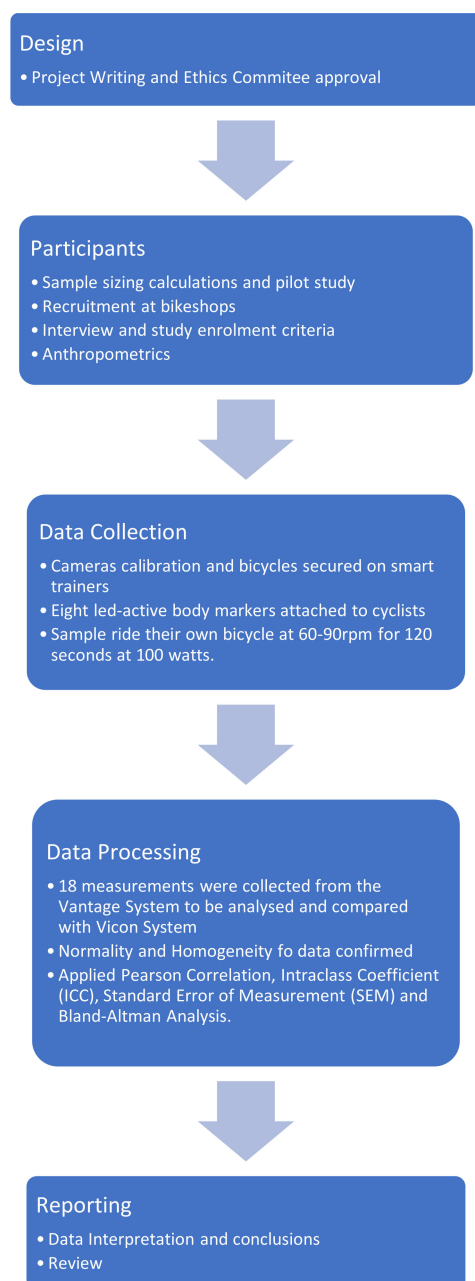 Design
• Project Writing and Ethics Commitee approval
Participants
• Sample sizing calculations and pilot study
• Recruitment at bikeshops
• Interview and study enrolment criteria
• Anthropometrics
Data Collection
• Cameras calibration and bicycles secured on smart
trainers
• Eight led-active body markers attached to cyclists
• Sample ride their own bicycle at 60-90rpm for 120
seconds at 100 watts.
Data Processing
• 18 measurements were collected from the
Vantage System to be analysed and compared
with Vicon System
• Normality and Homogeneity fo data confirmed
• Applied Pearson Correlation, Intraclass Coefficient
(ICC), Standard Error of Measurement (SEM) and
Bland-Altman Analysis.
Reporting
• Data Interpretation and conclusions
• Review